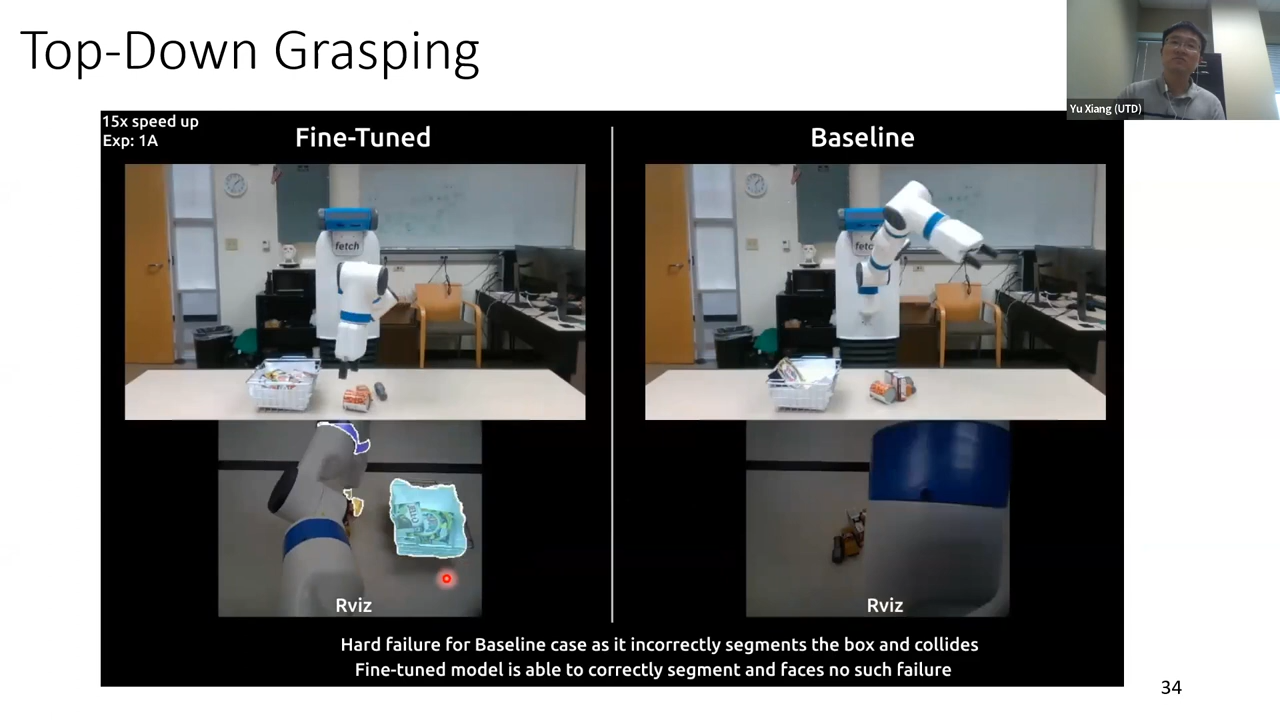 Top-Down Grasping
Yu Xiang (UTD)
15x speed up
Exp: 1A
Fine-Tuned
Baseline
fetch
fetch
Rviz
Rviz
Hard failure for Baseline case as it incorrectly segments the box and collides
Fine-tuned model is able to correctly segment and faces no such failure
34